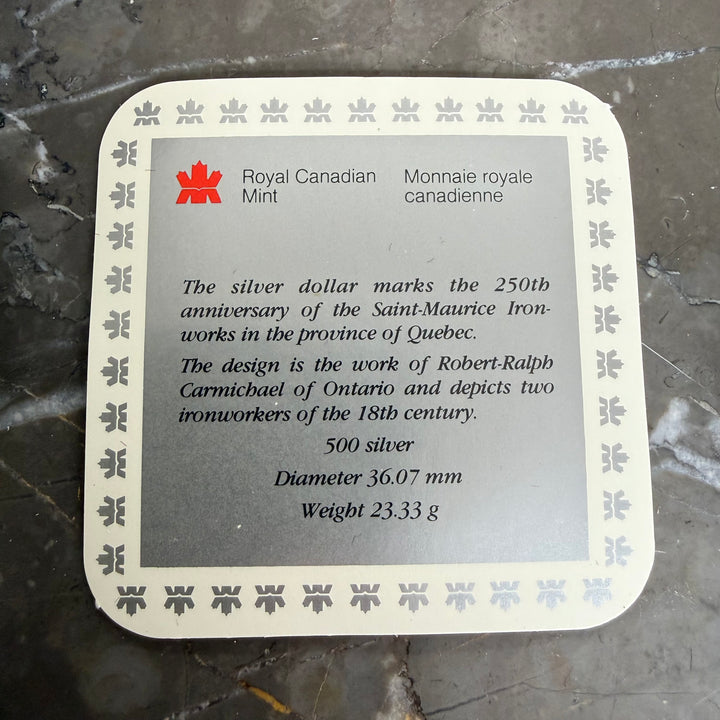 Royal Canadian Mint
Monnaie royale canadienne
The silver dollar marks the 250th
anniversary of the Saint-Maurice Iron-
works in the province of Quebec.
The design is the work of Robert-Ralph
Carmichael of Ontario and depicts two
ironworkers of the 18th century.
500 silver
Diameter 36.07 mm
Weight 23.33 g